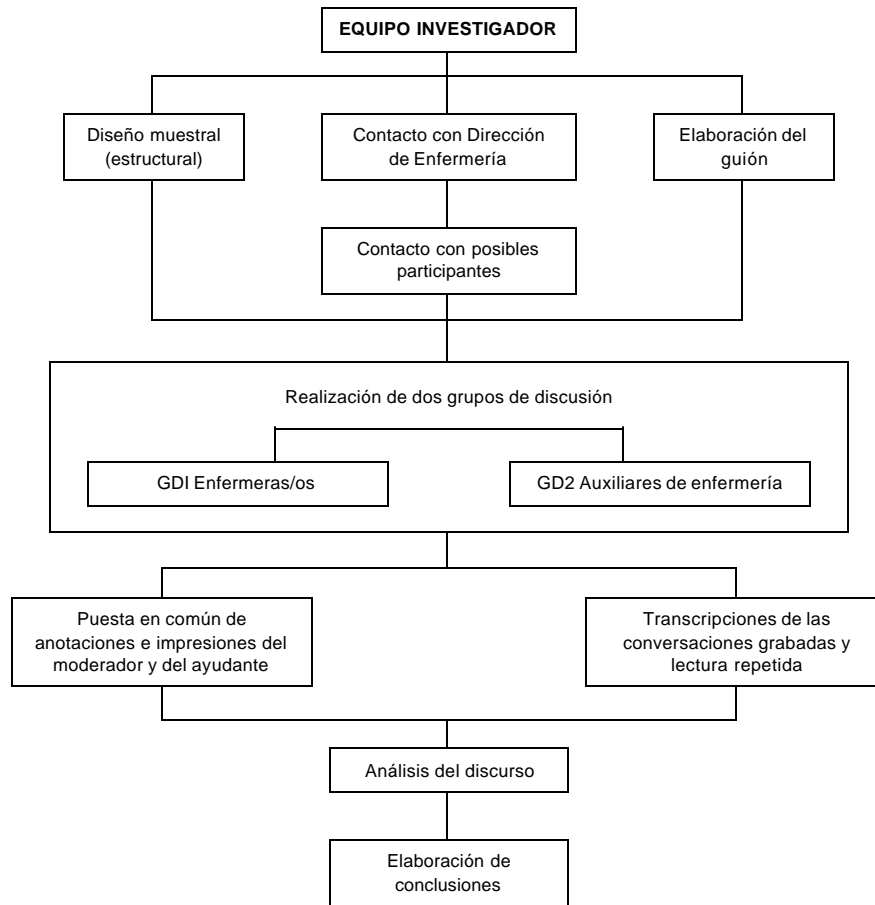 EQUIPO INVESTIGADOR
Diseño muestral
(estructural)
Contacto con Dirección
de Enfermería
Elaboración del
guión
Contacto con posibles
participantes
Realización de dos grupos de discusión
GDI Enfermeras/os
GD2 Auxiliares de enfermería
Puesta en común de
anotaciones e impresiones del
moderador y del ayudante
Transcripciones de las
conversaciones grabadas y
lectura repetida
Análisis del discurso
Elaboración de
conclusiones